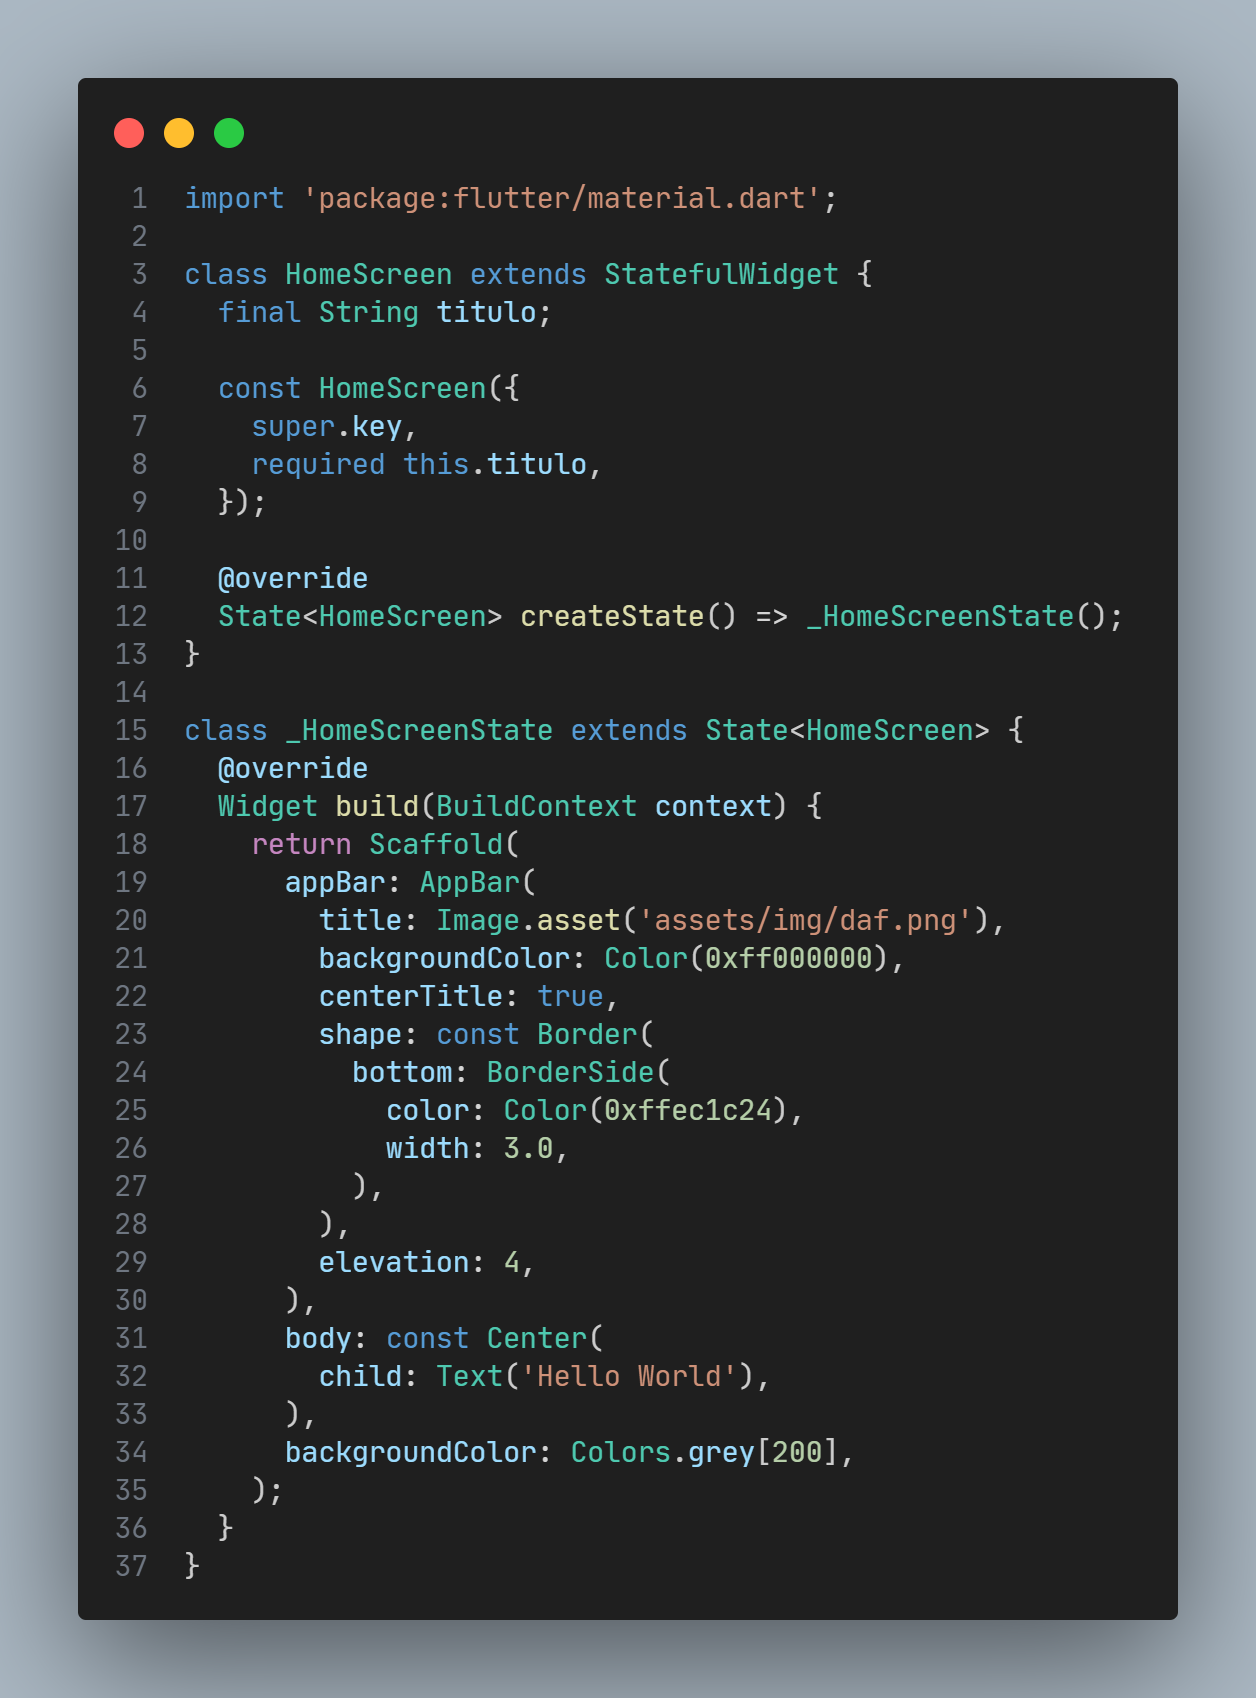 1 import 'package:flutter/material.dart';
2
3 class HomeScreen extends StatefulWidget {
4   final String titulo;
5
6   const HomeScreen({
7     super.key,
8     required this.titulo,
9   });
10
11   @override
12   State<HomeScreen> createState() => _HomeScreenState();
13 }
14
15 class _HomeScreenState extends State<HomeScreen> {
16   @override
17   Widget build(BuildContext context) {
18     return Scaffold(
19       appBar: AppBar(
20         title: Image.asset('assets/img/daf.png'),
21         backgroundColor: Color(0xff000000),
22         centerTitle: true,
23         shape: const Border(
24           bottom: BorderSide(
25             color: Color(0xffec1c24),
26             width: 3.0,
27           ),
28         ),
29         elevation: 4,
30       ),
31       body: const Center(
32         child: Text('Hello World'),
33       ),
34       backgroundColor: Colors.grey[200],
35     );
36   }
37 }